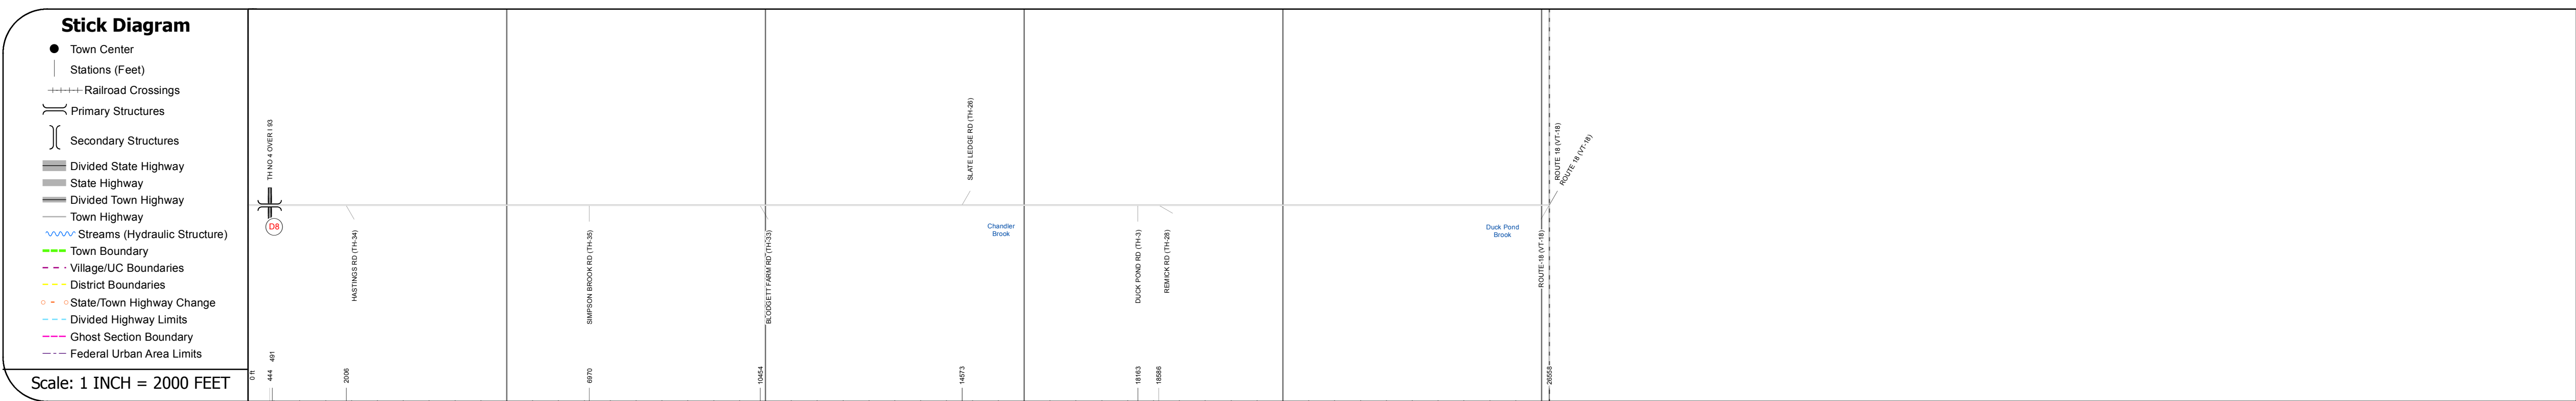 Stick Diagram
Town Center
Stations (Feet)
Railroad Crossings
Primary Structures
Secondary Structures
Divided State Highway
State Highway
Divided Town Highway
Town Highway
Streams (Hydraulic Structure)
Town Boundary
Village/UC Boundaries
District Boundaries
State/Town Highway Change
Divided Highway Limits
Ghost Section Boundary
Federal Urban Area Limits
Scale: 1 INCH = 2000 FEET
TH NO 4 OVER I 93
D8
HASTINGS RD (TH-34)
SIMPSON BROOK RD (TH-35)
BLODGETT FARM RD (TH-33)
SLATE LEDGE RD (TH-26)
Chandler
Brook
DUCK POND RD (TH-3)
REMICK RD (TH-28)
Duck Pond
Brook
ROUTE-18 (VT-18)
ROUTE 18 (VT-18)
ROUTE 18 (VT-18)
0 ft
444
491
2006
6970
10454
14573
18163
18586
26558